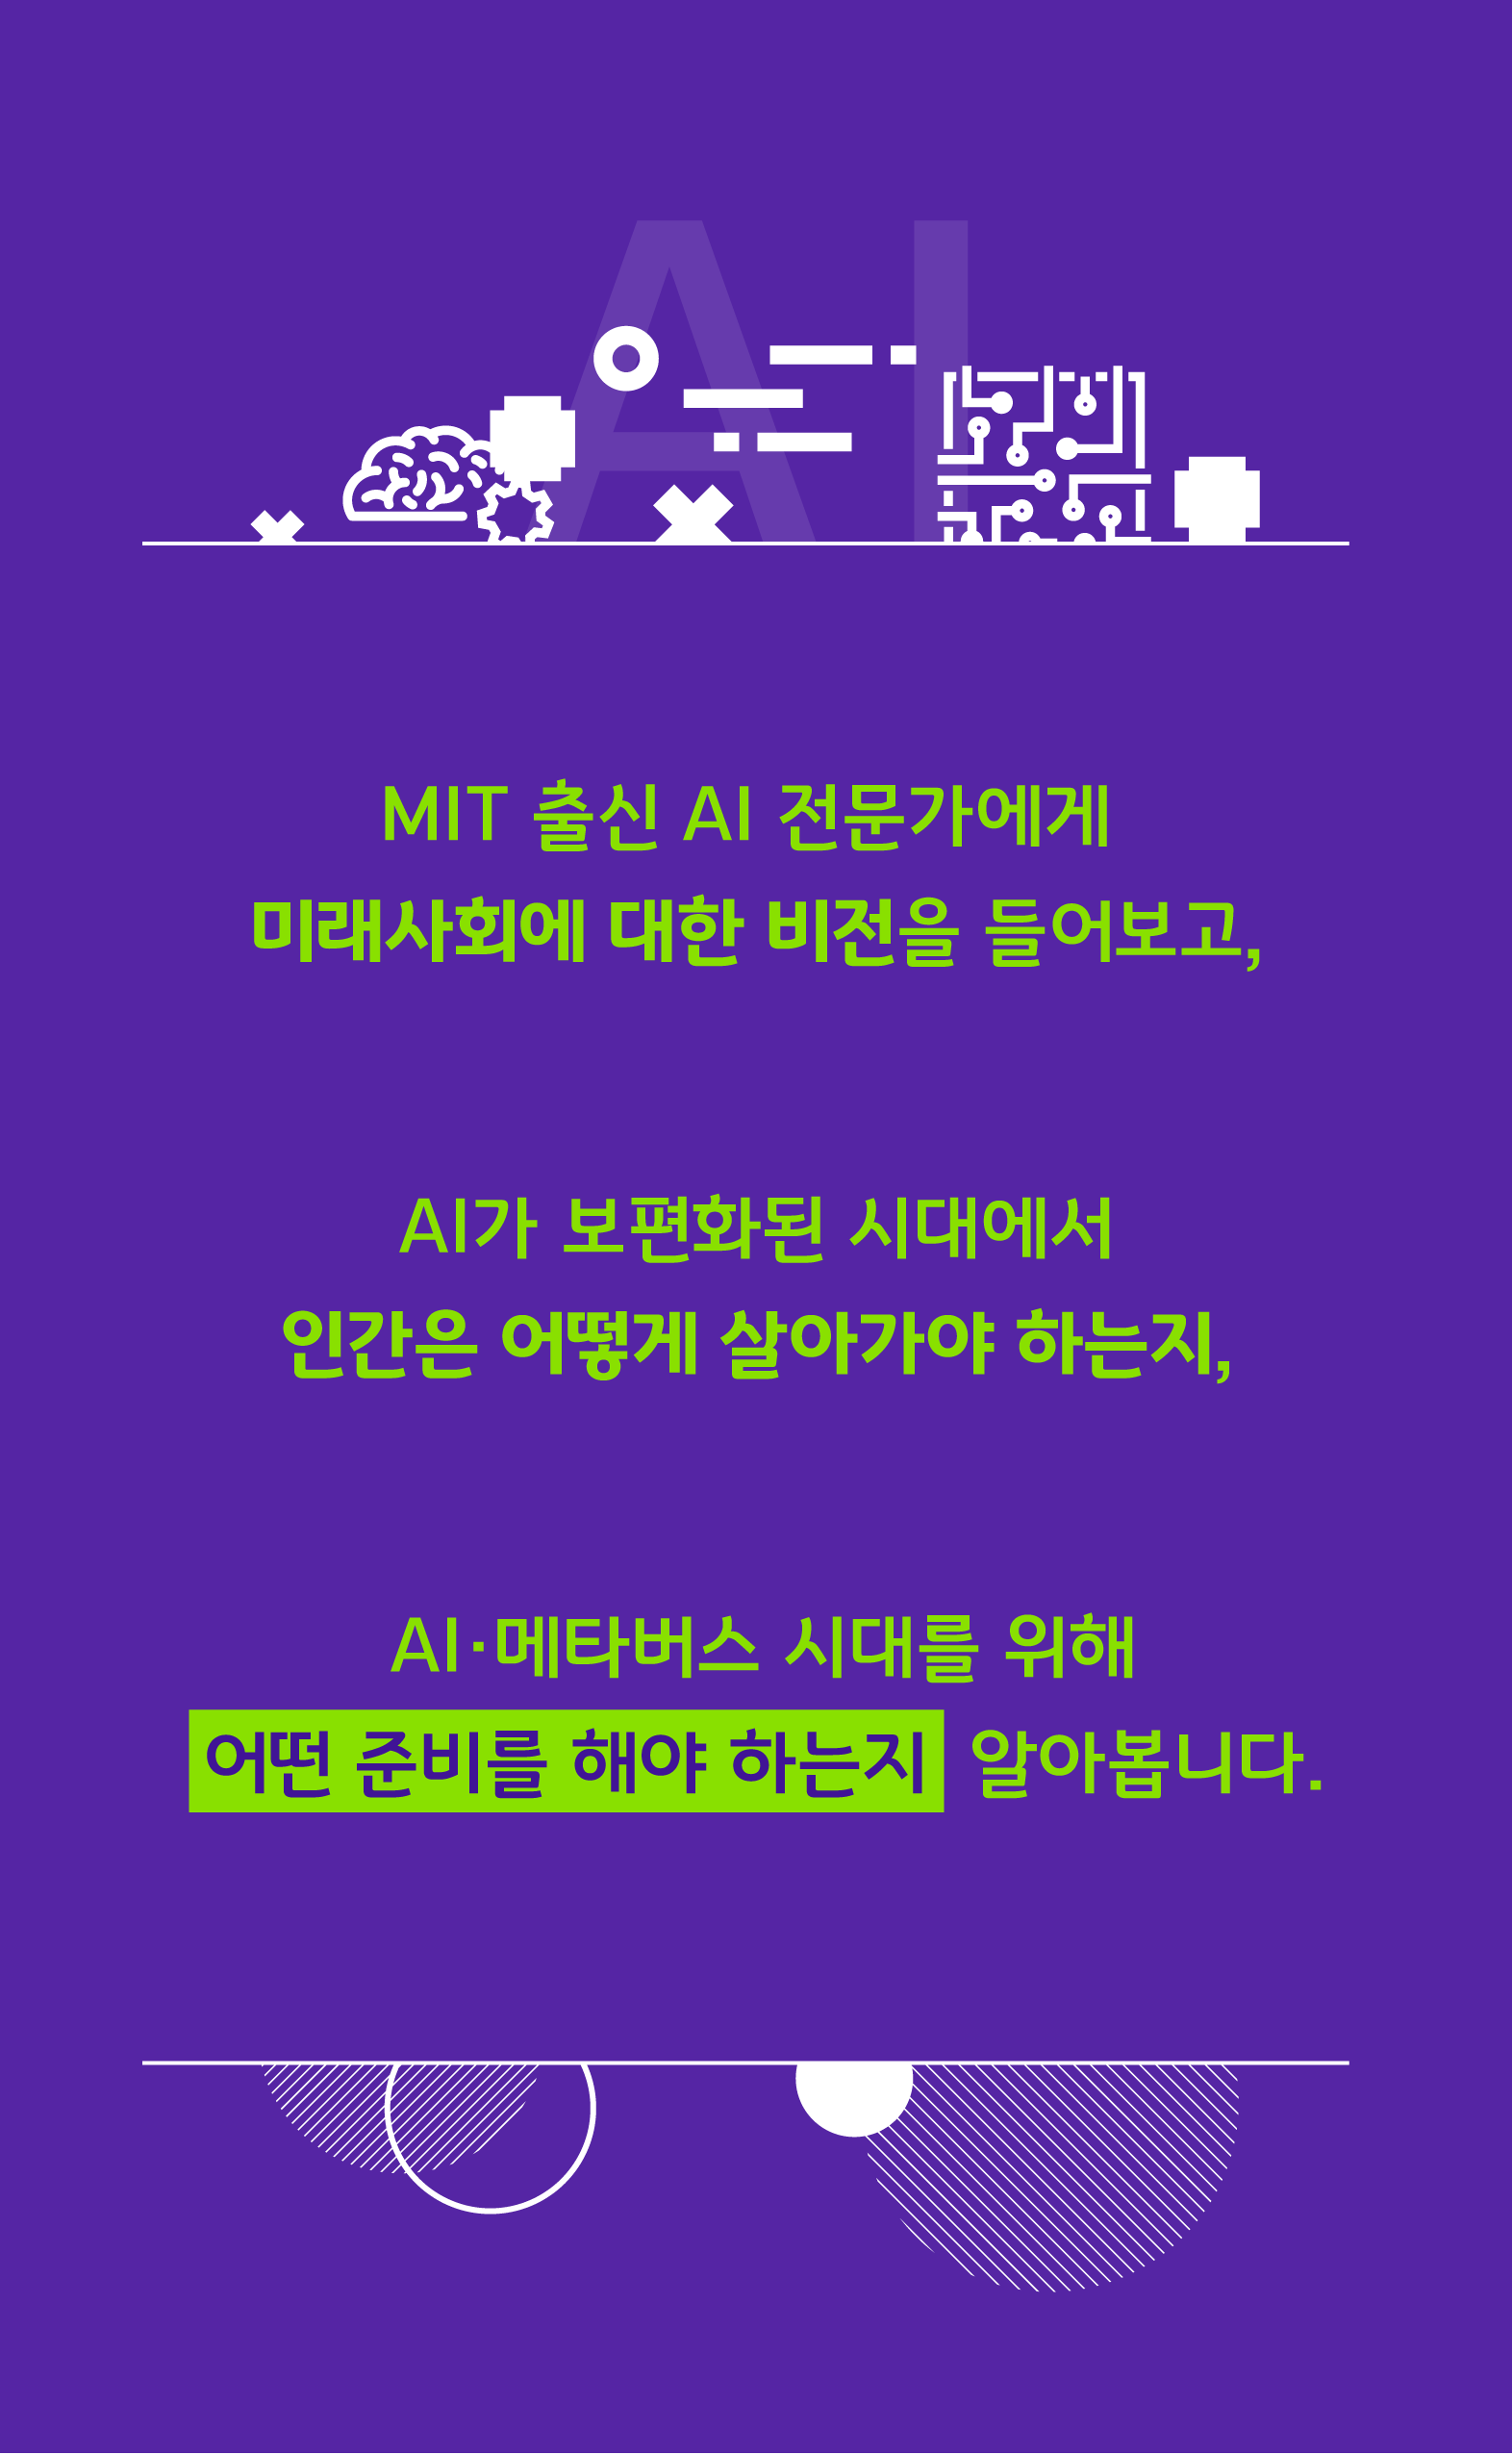 AI
MIT 출신 AI 전문가에게
미래사회에 대한 비전을 들어보고,
AI가 보편화된 시대에서
인간은 어떻게 살아가야 하는지,
AI·메타버스 시대를 위해
어떤 준비를 해야 하는지 알아봅니다.